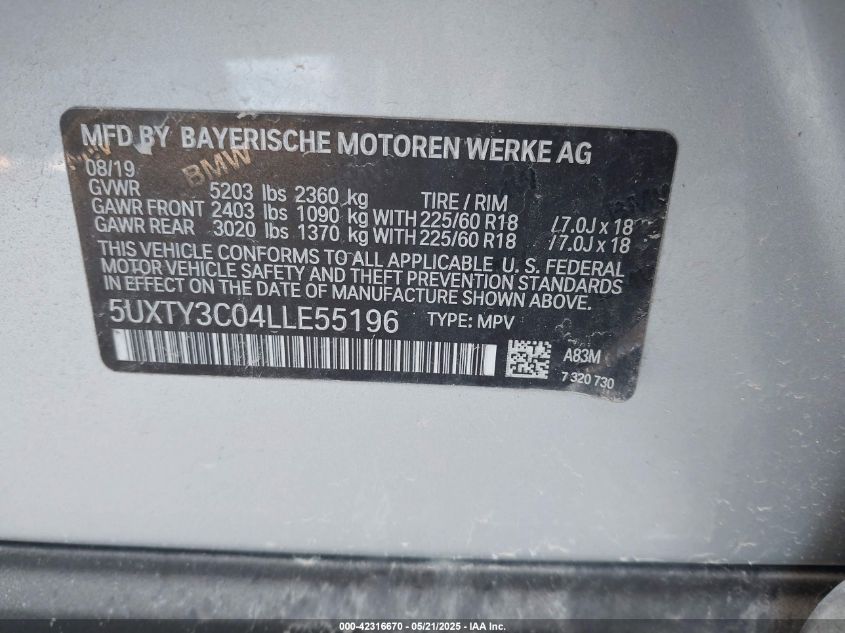 MFD BY BAYERISCHE MOTOREN WERKE AG
BMW
08/19
GVWR 5203 lbs 2360 kg TIRE / RIM
GAWR FRONT 2403 lbs 1090 kg WITH 225/60 R18 /7.0J x 18
GAWR REAR 3020 lbs 1370 kg WITH 225/60 R18 /7.0J x 18
THIS VEHICLE CONFORMS TO ALL APPLICABLE U. S. FEDERAL
MOTOR VEHICLE SAFETY AND THEFT PREVENTION STANDARDS
IN EFFECT ON THE DATE OF MANUFACTURE SHOWN ABOVE.
5UXTY3C04LLE55196 TYPE: MPV
A83M
7 320 730
000-42316670 - 05/21/2025 - IAA Inc.